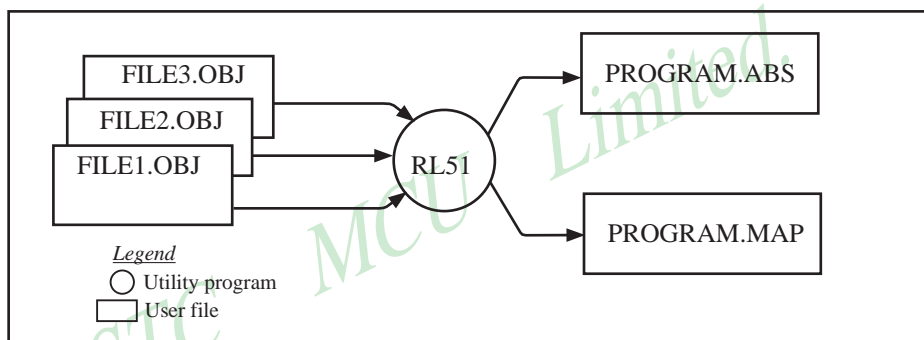 FILE3.OBJ
FILE2.OBJ
FILE1.OBJ
RL51
PROGRAM.ABS
PROGRAM.MAP
Legend
Utility program
User file
STC MCU Limited.